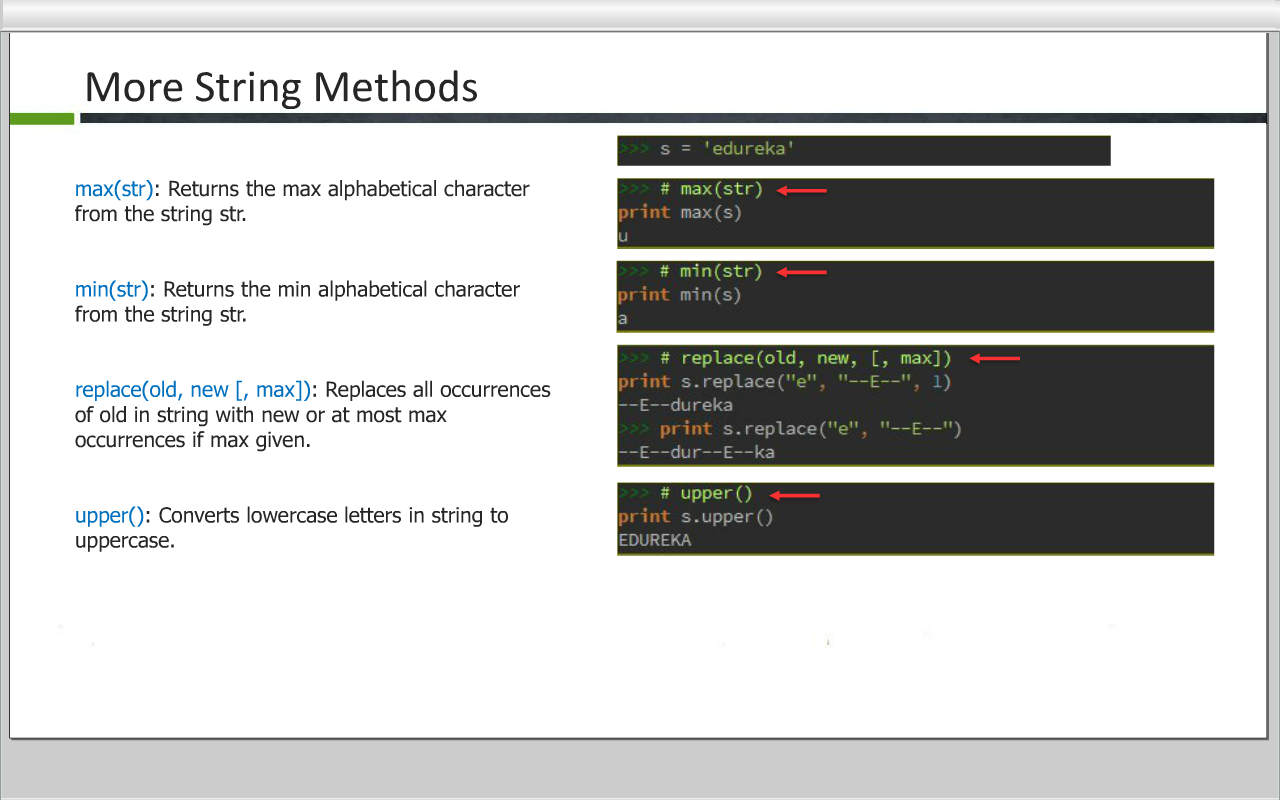 More String Methods
>>> s = 'edureka'
max(str): Returns the max alphabetical character
from the string str.
>>> # max(str)
print max(s)
u
min(str): Returns the min alphabetical character
from the string str.
>>> # min(str)
print min(s)
a
replace(old, new [, max]): Replaces all occurrences
of old in string with new or at most max
occurrences if max given.
>>> # replace(old, new, [, max])
print s.replace("e", "--E--", 1)
--E--dureka
>>> print s.replace("e", "--E--")
--E--dur--E--ka
upper(): Converts lowercase letters in string to
uppercase.
>>> # upper()
print s.upper()
EDUREKA